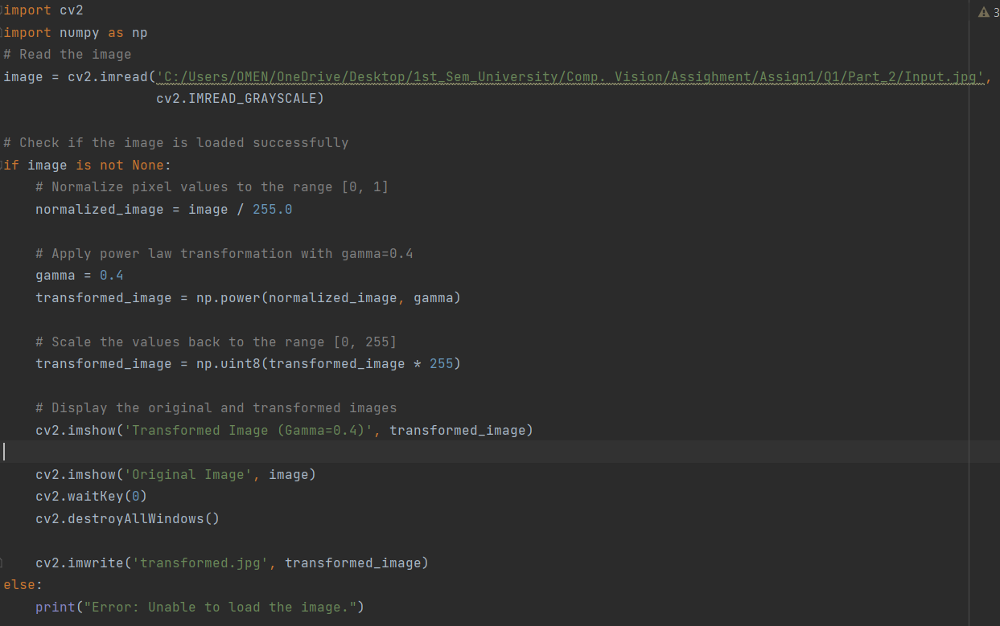 import cv2
import numpy as np
# Read the image
image = cv2.imread('C:/Users/OMEN/OneDrive/Desktop/1st_Sem_University/Comp. Vision/Assighment/Assign1/Q1/Part_2/Input.jpg',
                   cv2.IMREAD_GRAYSCALE)
# Check if the image is loaded successfully
if image is not None:
    # Normalize pixel values to the range [0, 1]
    normalized_image = image / 255.0
    # Apply power law transformation with gamma=0.4
    gamma = 0.4
    transformed_image = np.power(normalized_image, gamma)
    # Scale the values back to the range [0, 255]
    transformed_image = np.uint8(transformed_image * 255)
    # Display the original and transformed images
    cv2.imshow('Transformed Image (Gamma=0.4)', transformed_image)
    cv2.imshow('Original Image', image)
    cv2.waitKey(0)
    cv2.destroyAllWindows()
    cv2.imwrite('transformed.jpg', transformed_image)
else:
    print("Error: Unable to load the image.")
3